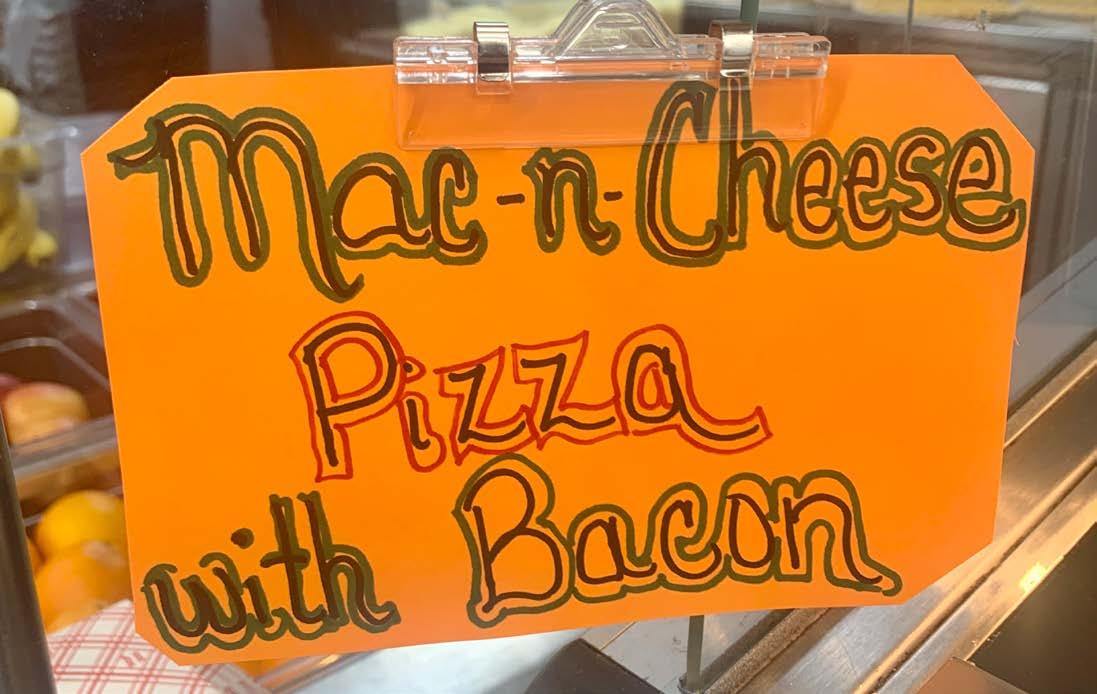 Mac-n-Cheese
Pizza
with Bacon